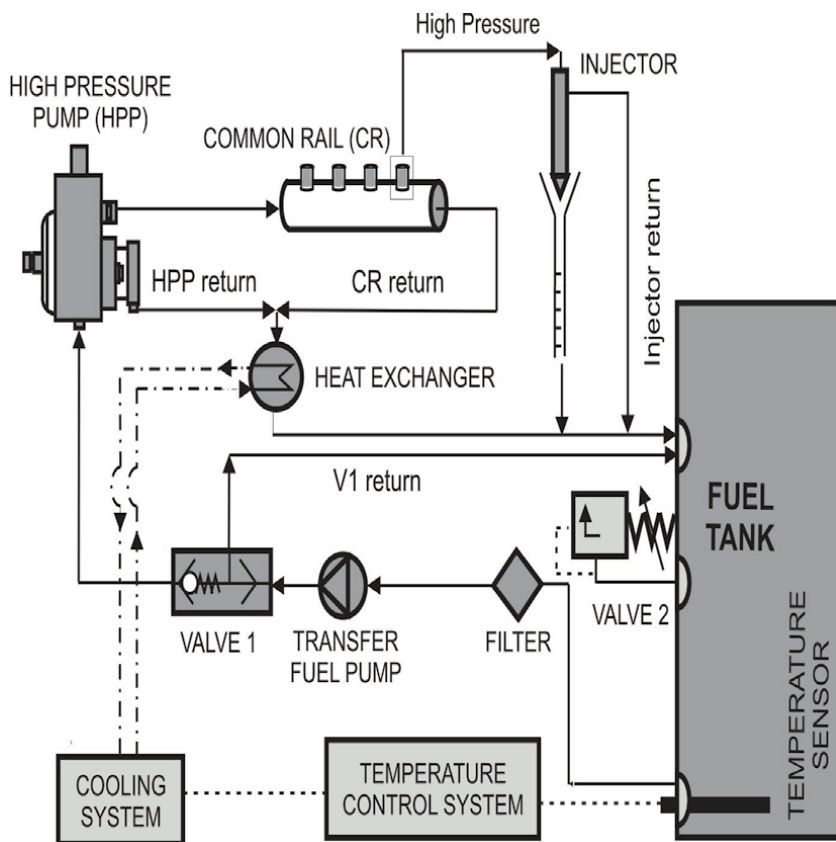 High Pressure
INJECTOR
HIGH PRESSURE
PUMP (HPP)
COMMON RAIL (CR)
HPP return
CR return
Injector return
HEAT EXCHANGER
V1 return
FUEL
TANK
VALVE 1
TRANSFER
FUEL PUMP
FILTER
VALVE 2
TEMPERATURE
SENSOR
COOLING
SYSTEM
TEMPERATURE
CONTROL SYSTEM